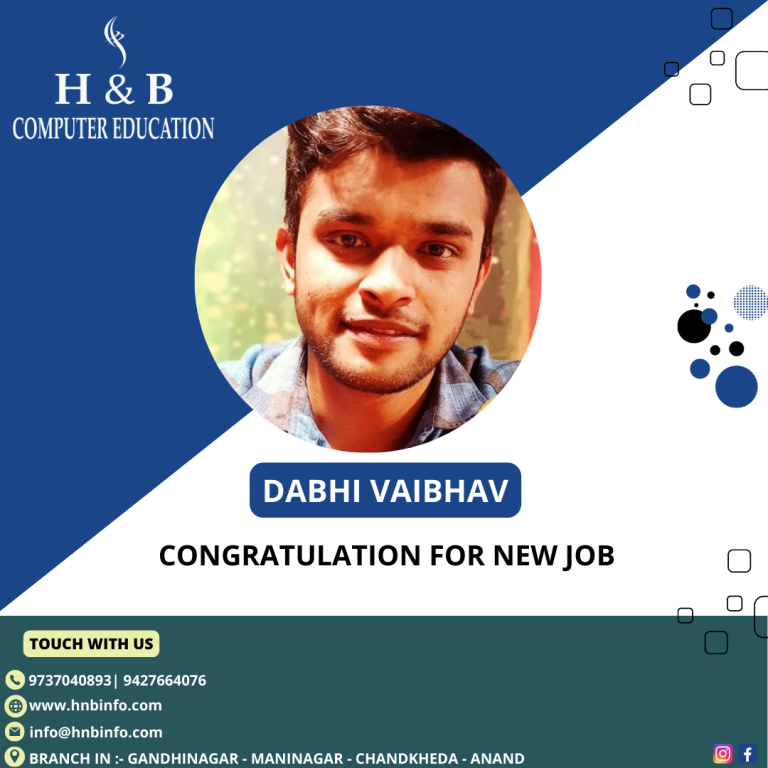 H & B
COMPUTER EDUCATION
DABHI VAIBHAV
CONGRATULATION FOR NEW JOB
TOUCH WITH US
9737040893| 9427664076
www.hnbinfo.com
info@hnbinfo.com
BRANCH IN :- GANDHINAGAR - MANINAGAR - CHANDKHEDA - ANAND